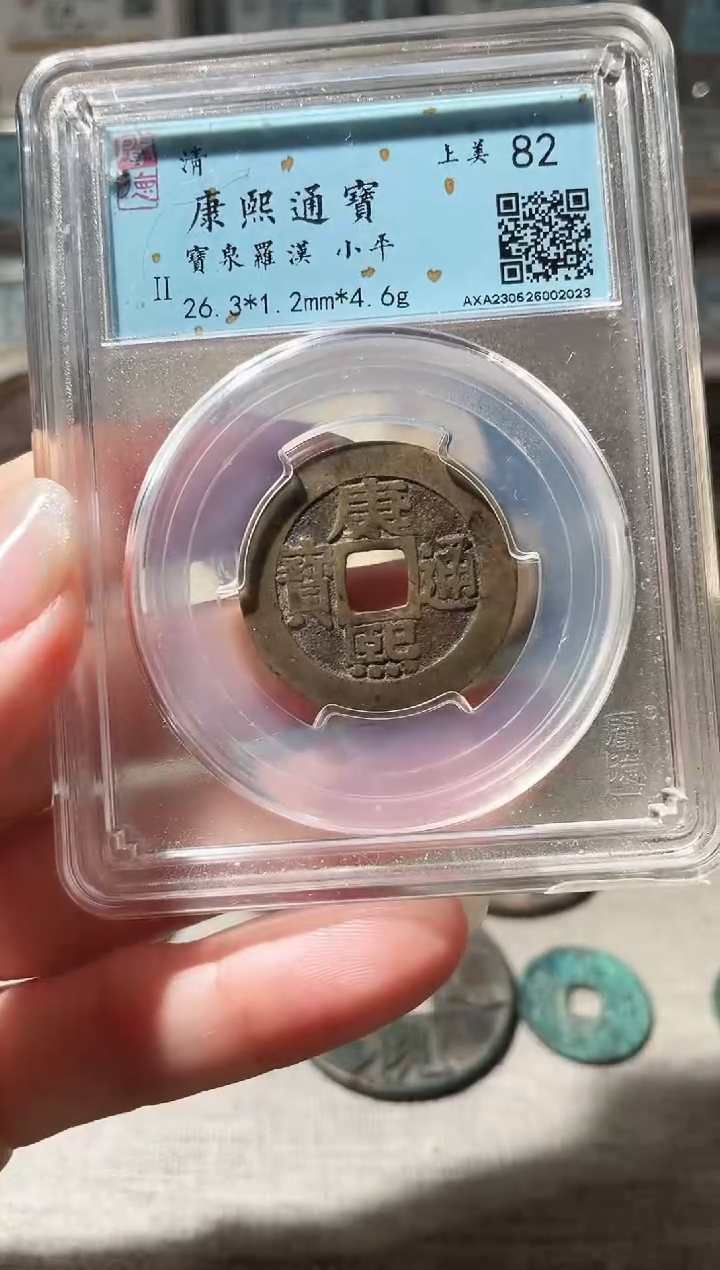 清
上美 82
康熙通寶
寶泉羅漢 小平
II 26.3*1.2mm*4.6g
AXA230526002023
康熙通寶